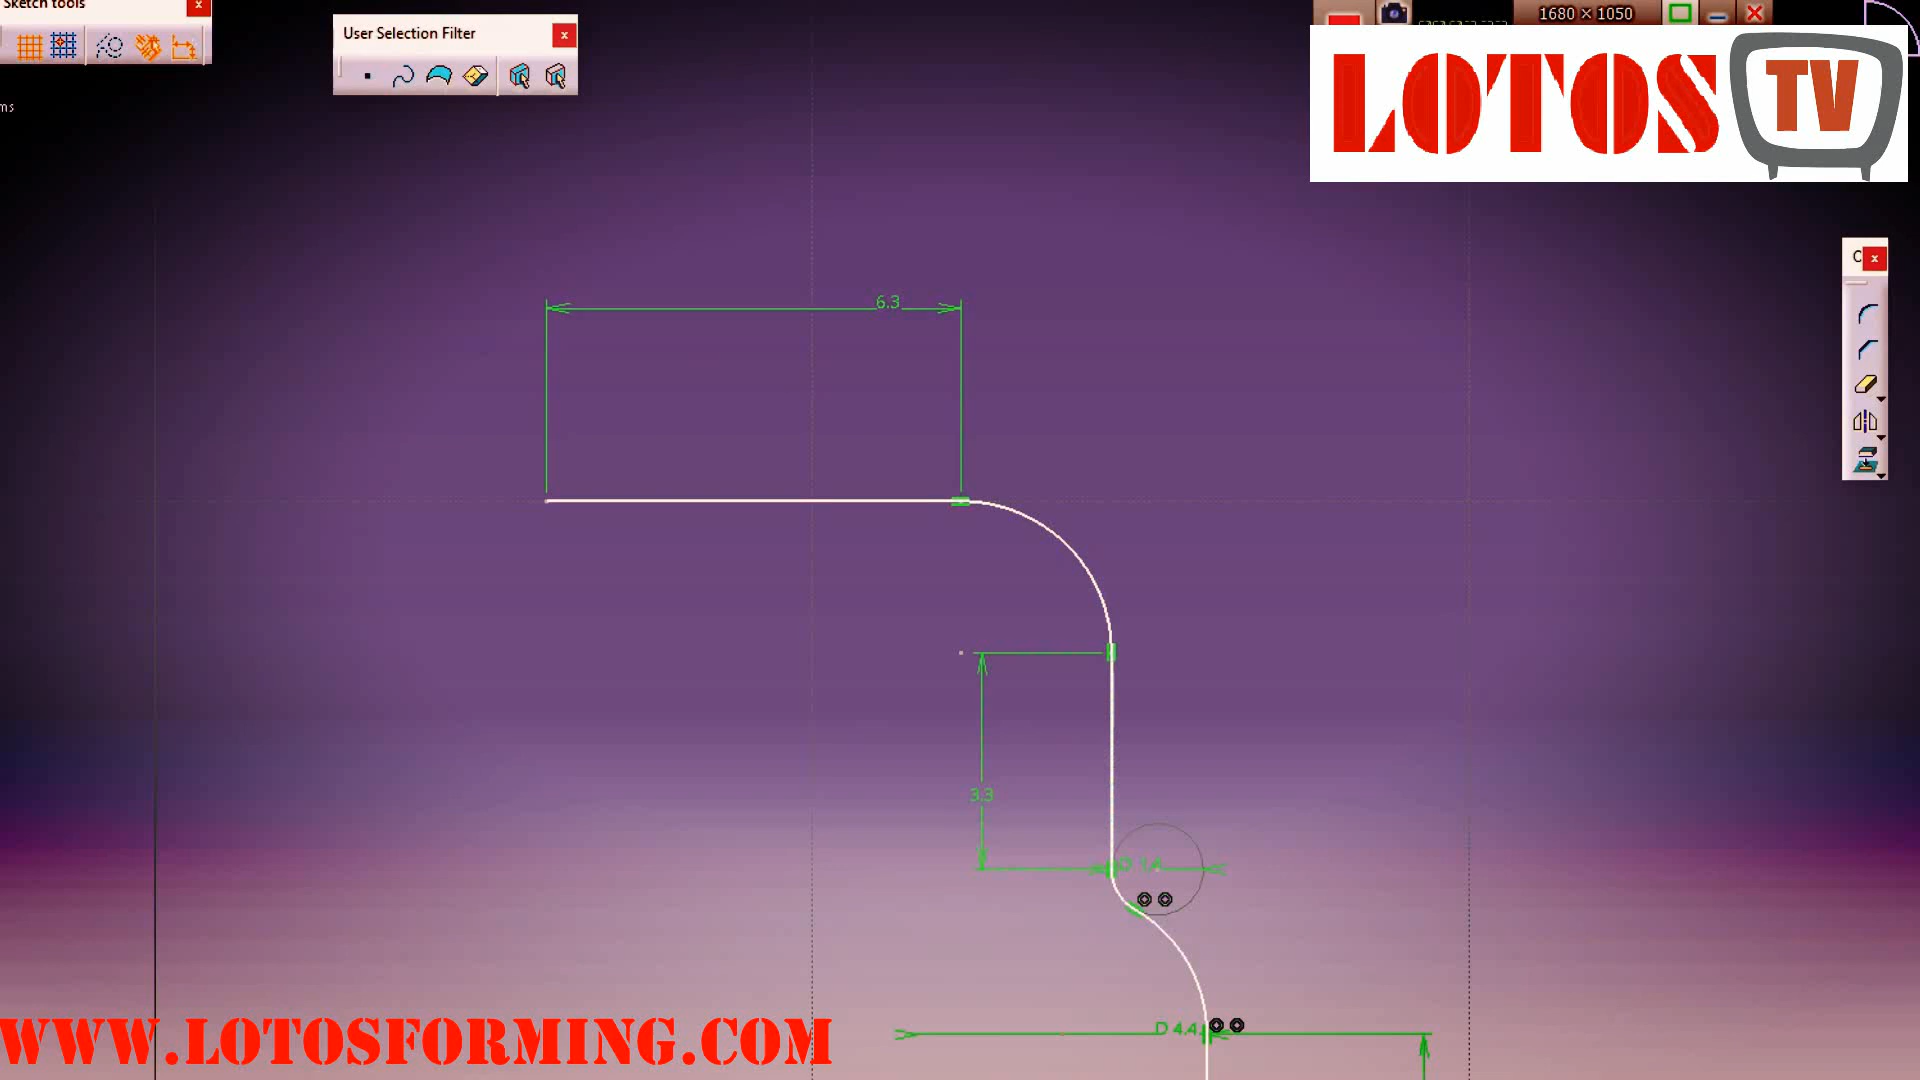 Sketch tools
User Selection Filter
1680 × 1050
LOTOS TV
ms
6.3
3.3
D 1.4
D 4.4
WWW.LOTOSFORMING.COM